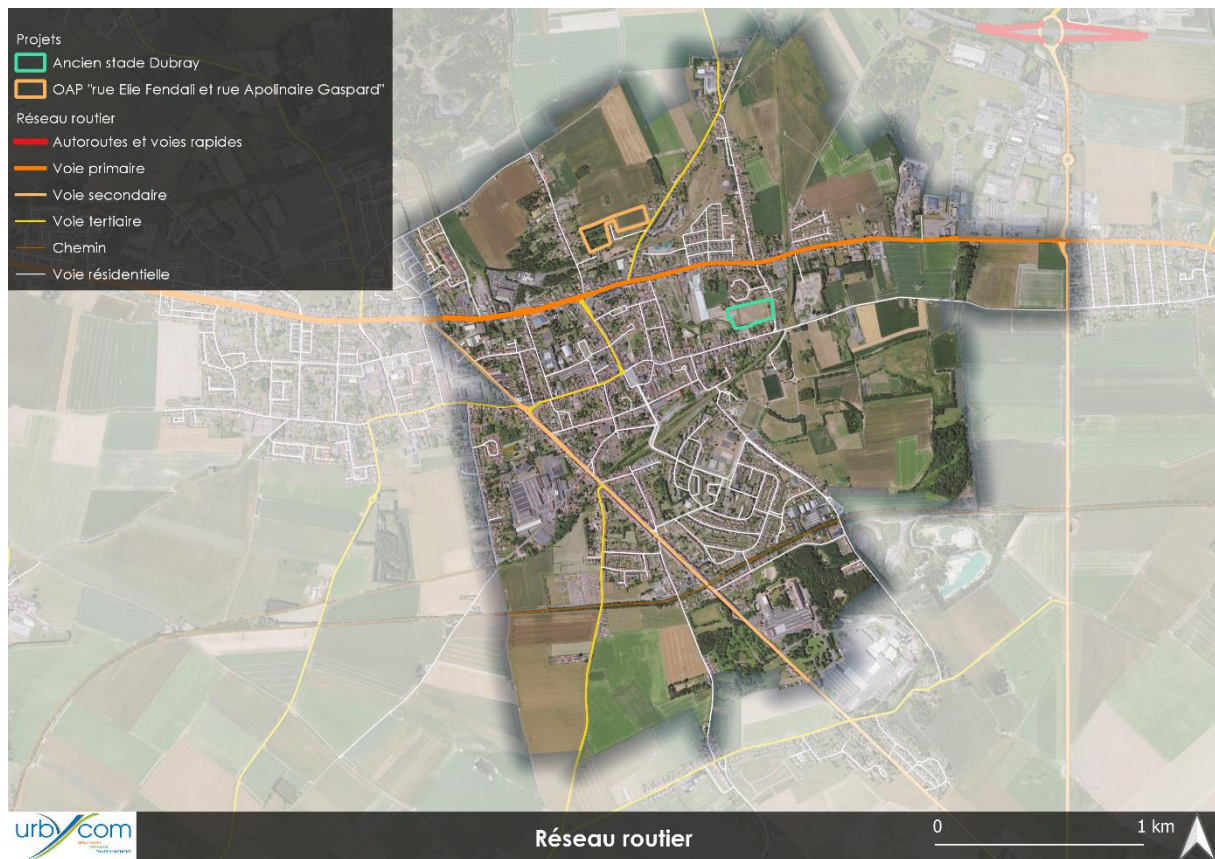 Projets
Ancien stade Dubray
OAP "rue Elie Fendali et rue Apolinaire Gaspard"
Réseau routier
Autoroutes et voies rapides
Voie primaire
Voie secondaire
Voie tertiaire
Chemin
Voie résidentielle
urbycom
Réseau routier
0 1 km